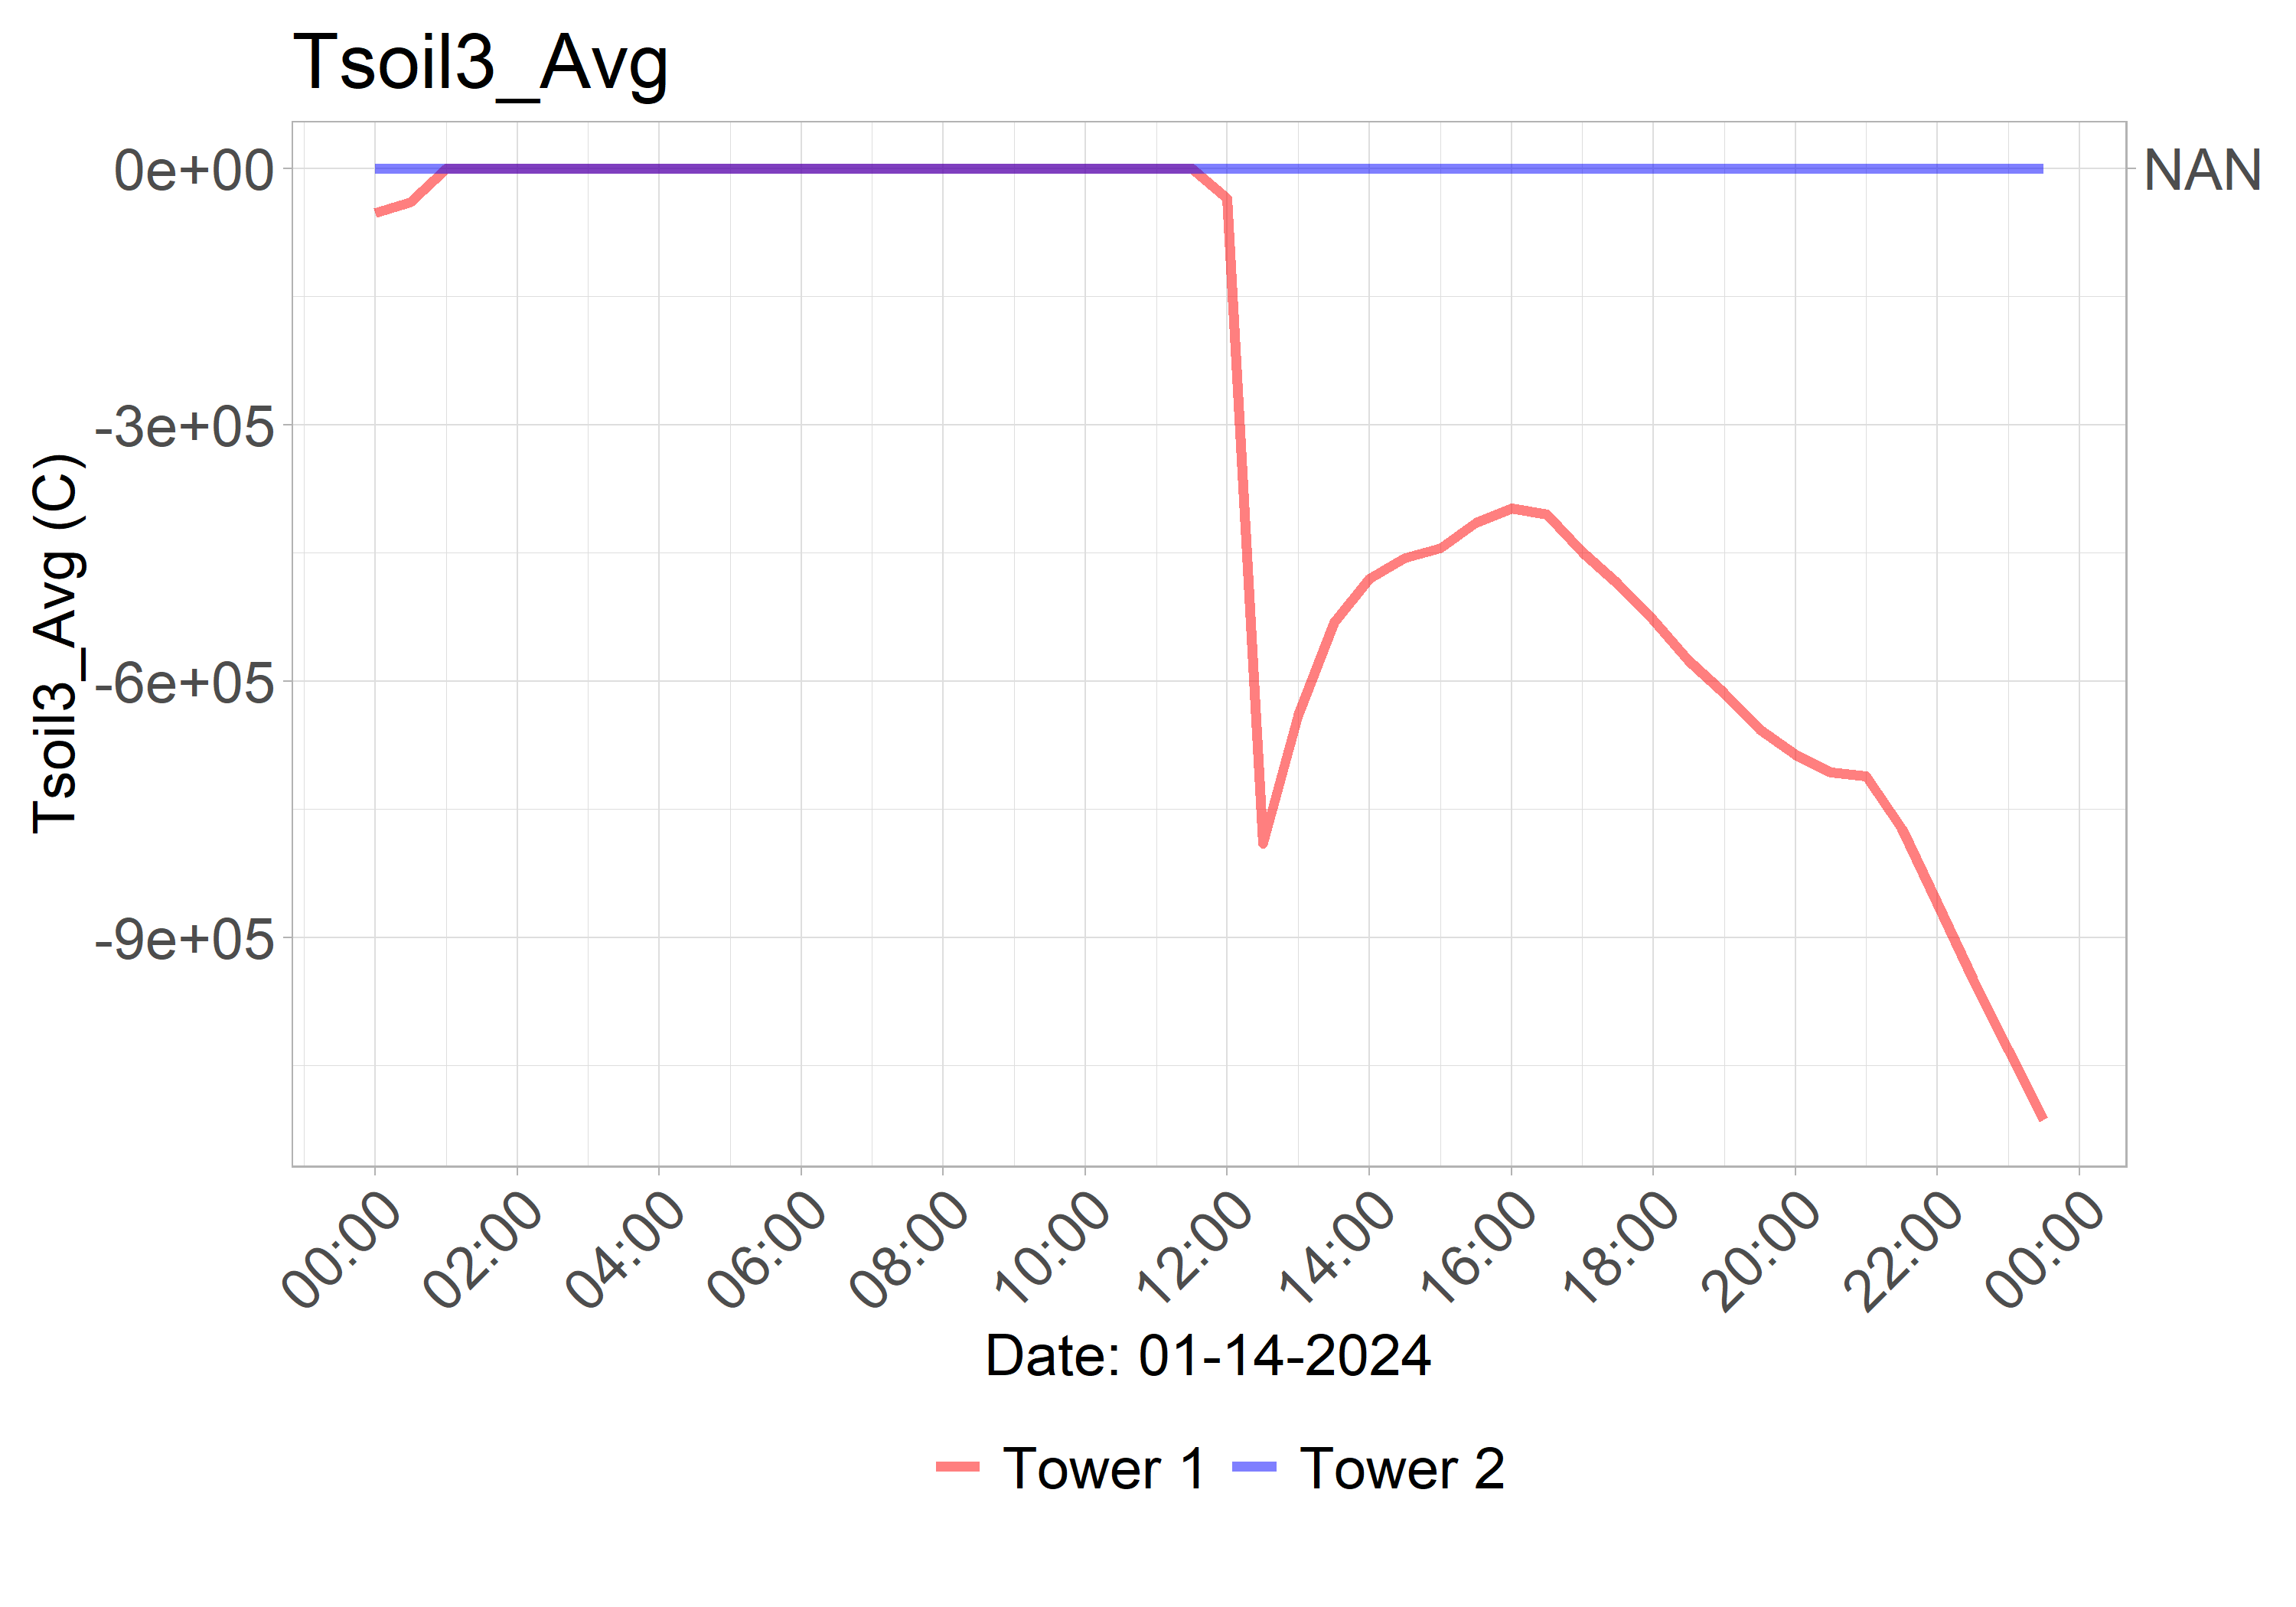 Tsoil3_Avg
Tsoil3_Avg (C)
0e+00
-3e+05
-6e+05
-9e+05
NAN
00:00
02:00
04:00
06:00
08:00
10:00
12:00
14:00
16:00
18:00
20:00
22:00
00:00
Date: 01-14-2024
Tower 1
Tower 2